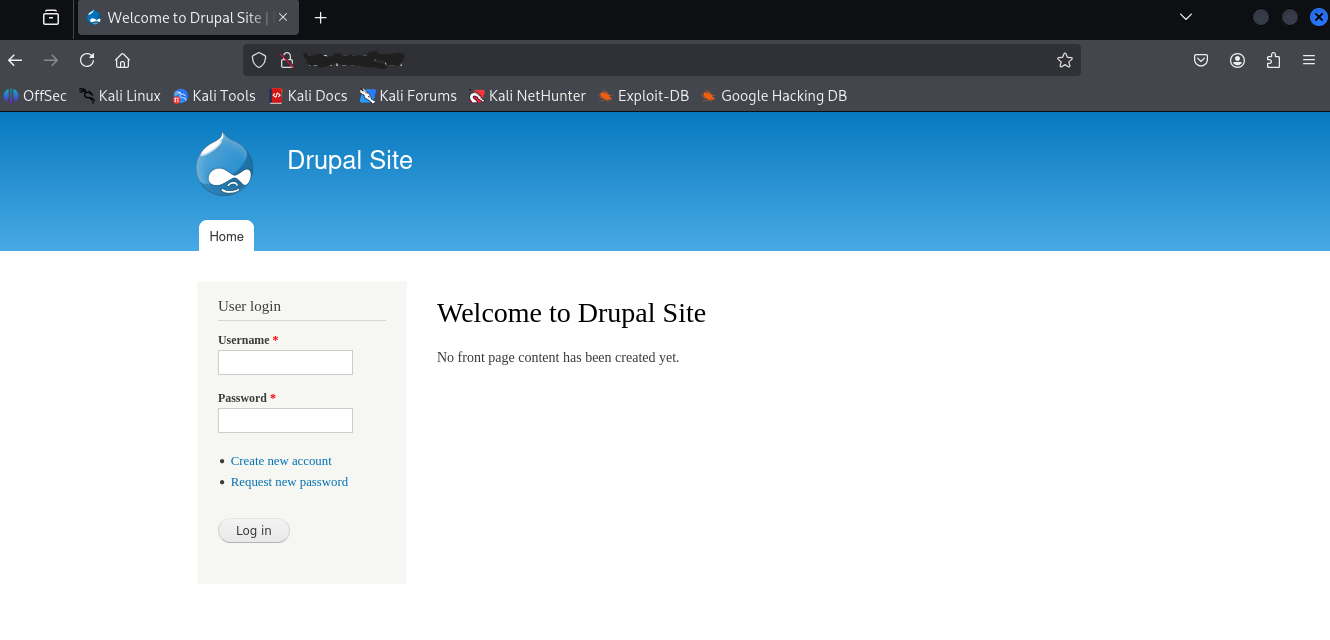 Welcome to Drupal Site |
OffSec Kali Linux Kali Tools Kali Docs Kali Forums Kali NetHunter Exploit-DB Google Hacking DB
Drupal Site
Home
User login
Username *
Password *
Create new account
Request new password
Log in
Welcome to Drupal Site
No front page content has been created yet.